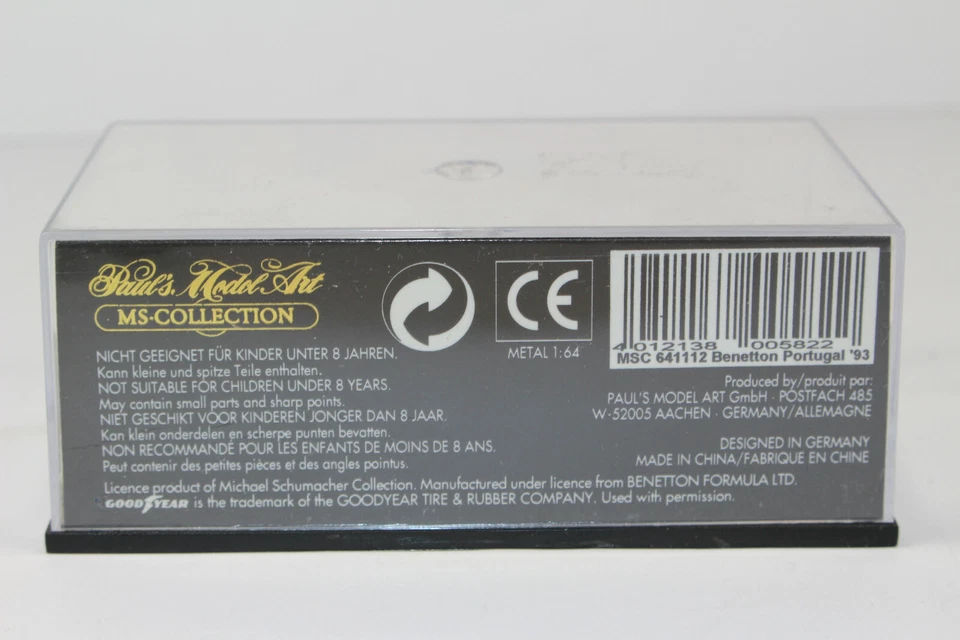 Paul's Model Art
MS-COLLECTION
NICHT GEEIGNET FÜR KINDER UNTER 8 JAHREN.
Kann kleine und spitze Teile enthalten.
NOT SUITABLE FOR CHILDREN UNDER 8 YEARS.
May contain small parts and sharp points.
NIET GESCHIKT VOOR KINDEREN JONGER DAN 8 JAAR.
Kan klein onderdelen en scherpe punten bevatten.
NON RECOMMANDÉ POUR LES ENFANTS DE MOINS DE 8 ANS.
Peut contenir des petites pièces et des angles pointus.
Licence product of Michael Schumacher Collection. Manufactured under licence from BENETTON FORMULA LTD.
GOODYEAR is the trademark of the GOODYEAR TIRE & RUBBER COMPANY. Used with permission.
CE
METAL 1:64
4 012138 005822
MSC 641112 Benetton Portugal '93
Produced by/produit par:
PAUL'S MODEL ART GmbH · POSTFACH 485
W-52005 AACHEN · GERMANY/ALLEMAGNE
DESIGNED IN GERMANY
MADE IN CHINA/FABRIQUE EN CHINE